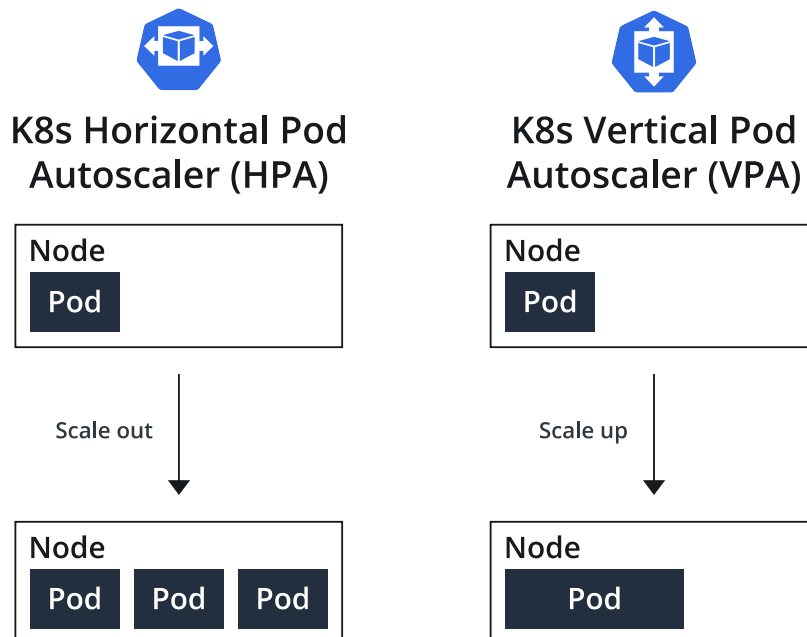 K8s Horizontal Pod
Autoscaler (HPA)
Node
Pod
Scale out
Node
Pod Pod Pod
K8s Vertical Pod
Autoscaler (VPA)
Node
Pod
Scale up
Node
Pod